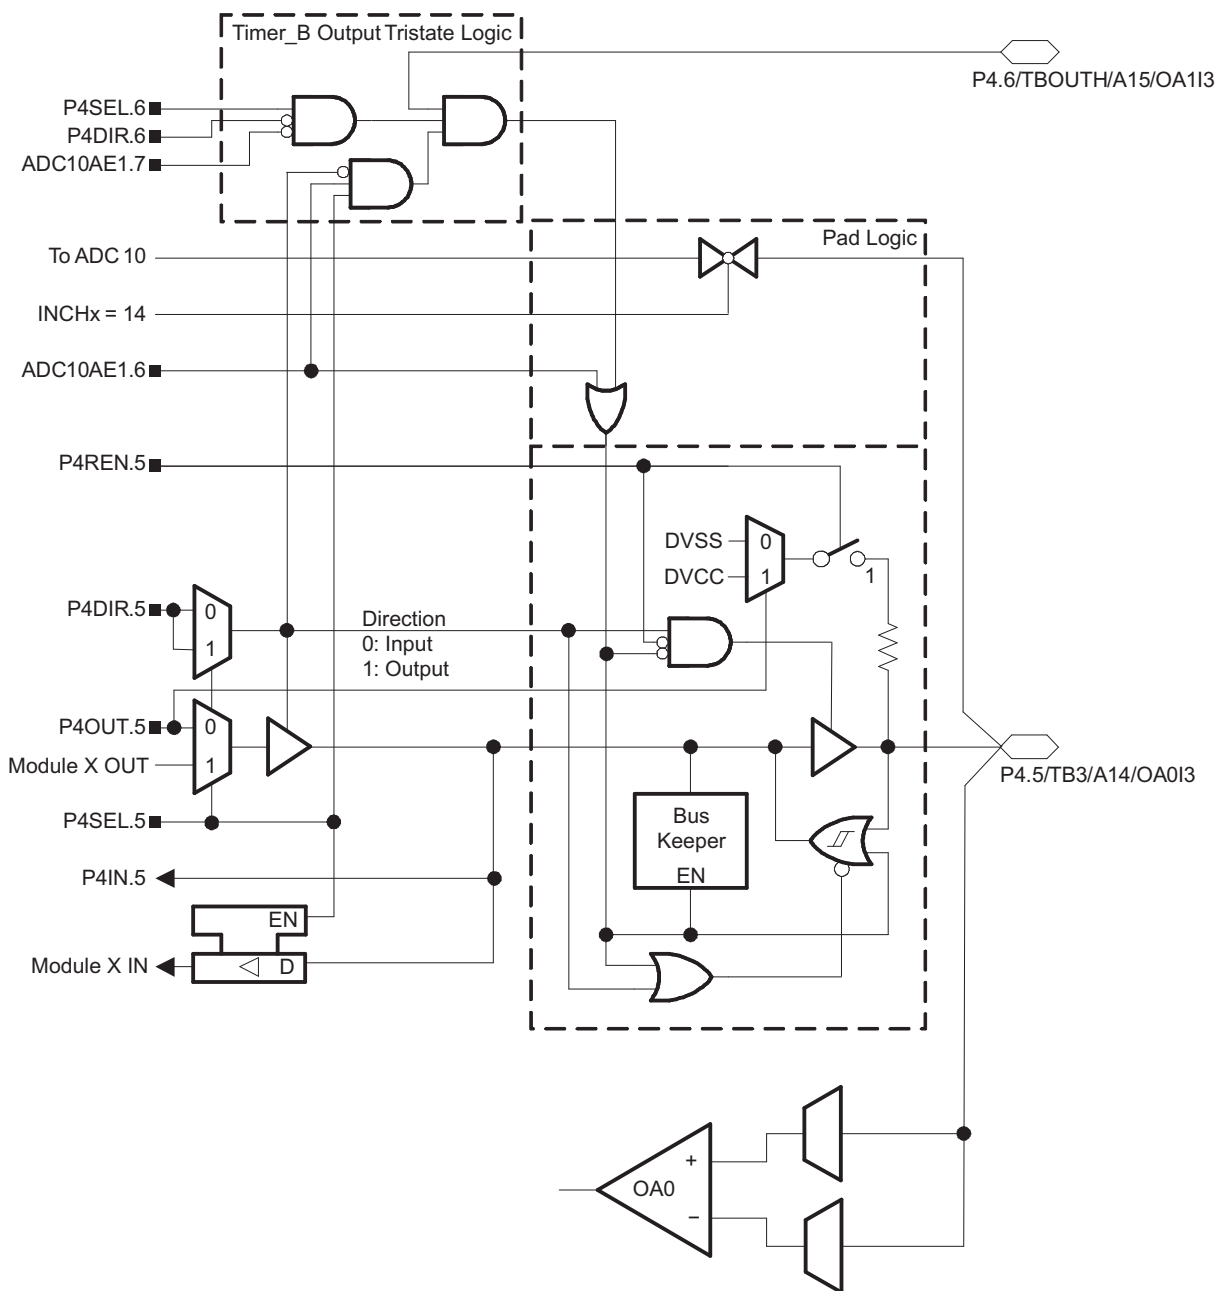 Timer_B Output Tristate Logic
P4.6/TBOUTH/A15/OA1I3
P4SEL.6
P4DIR.6
ADC10AE1.7
Pad Logic
To ADC 10
INCHx = 14
ADC10AE1.6
P4REN.5
DVSS
0
DVCC
1
1
P4DIR.5
0
1
Direction
0: Input
1: Output
P4OUT.5
0
Module X OUT
1
P4.5/TB3/A14/OA0I3
P4SEL.5
Bus
Keeper
EN
P4IN.5
EN
Module X IN
D
+
OA0
−